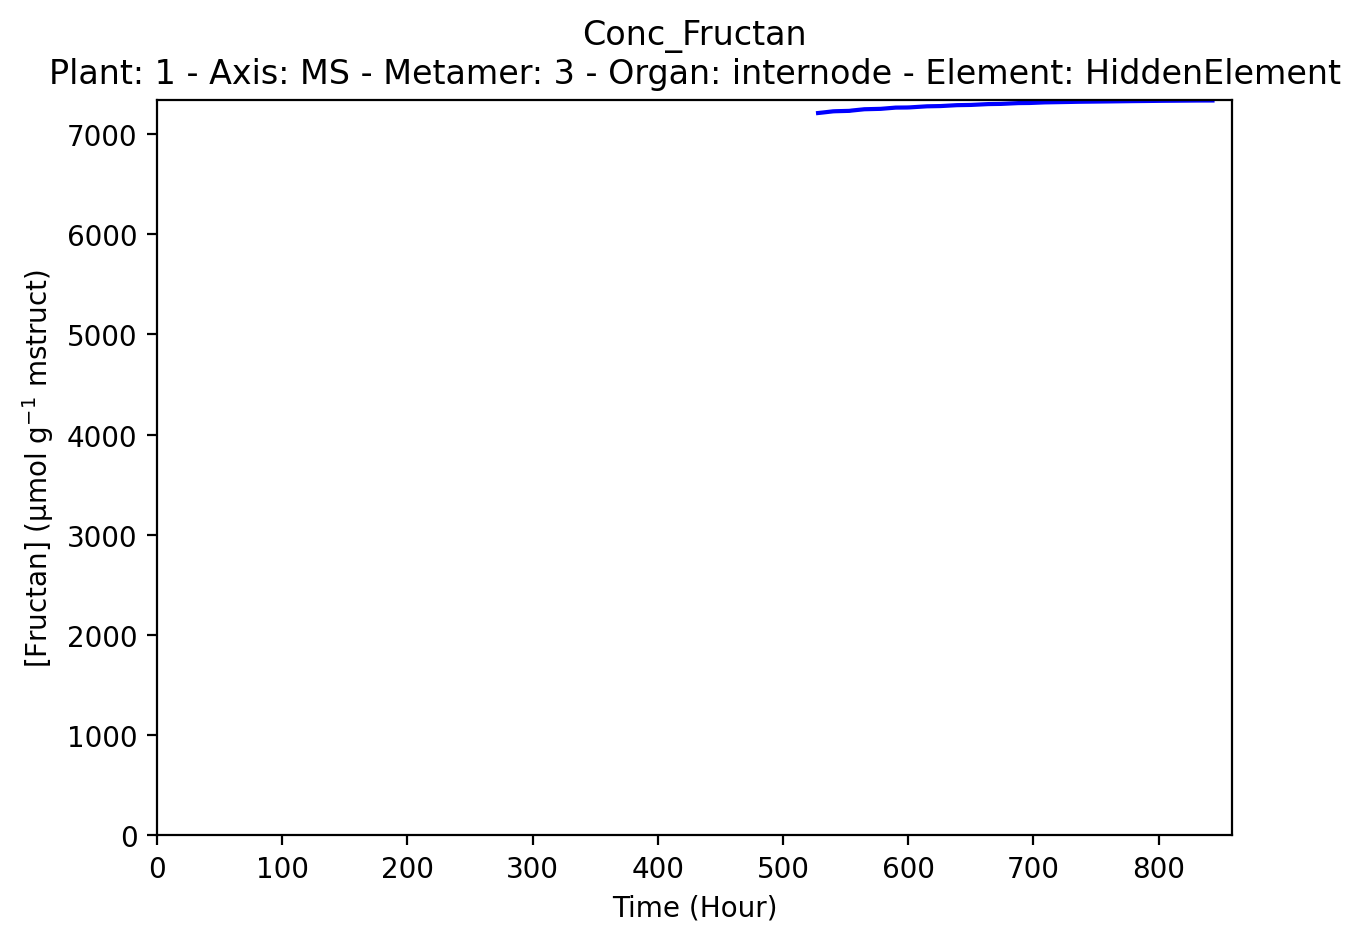 Conc_Fructan
Plant: 1 - Axis: MS - Metamer: 3 - Organ: internode - Element: HiddenElement
[Fructan] (µmol g⁻¹ mstruct)
7000
6000
5000
4000
3000
2000
1000
0
0 100 200 300 400 500 600 700 800
Time (Hour)